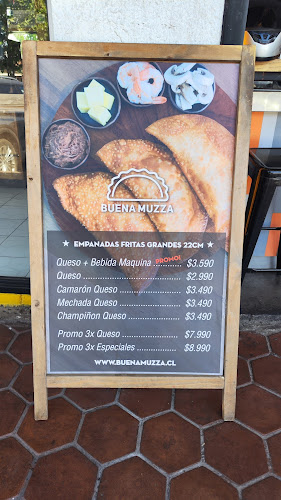 BUENA MUZZA
★ EMPANADAS FRITAS GRANDES 22CM ★
Queso + Bebida Maquina PROMO! $3.590
Queso ........................ $2.990
Camarón Queso ................ $3.490
Mechada Queso ................ $3.490
Champiñon Queso .............. $3.490
Promo 3x Queso ............... $7.990
Promo 3x Especiales .......... $8.990
WWW.BUENAMUZZA.CL